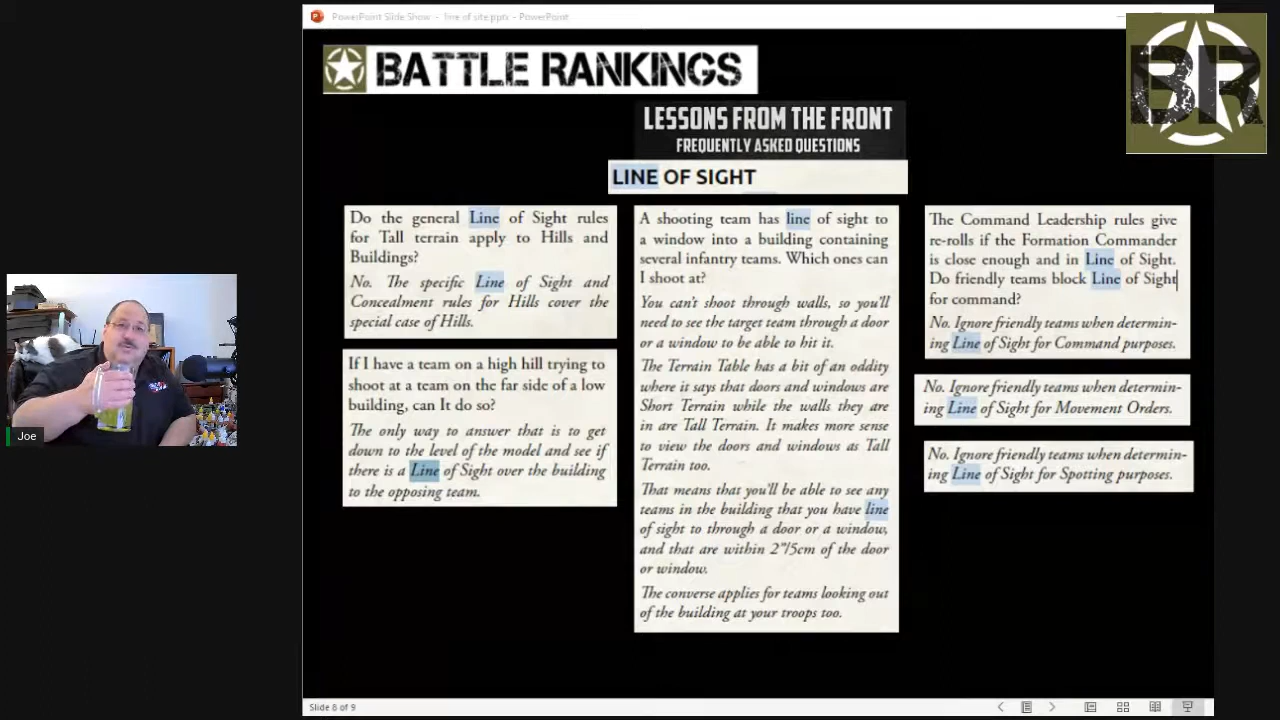 PowerPoint Slide Show - line of site.pptx - PowerPoint
BATTLE RANKINGS
BR
LESSONS FROM THE FRONT
FREQUENTLY ASKED QUESTIONS
LINE OF SIGHT
Do the general Line of Sight rules
for Tall terrain apply to Hills and
Buildings?
No. The specific Line of Sight and
Concealment rules for Hills cover the
special case of Hills.
If I have a team on a high hill trying to
shoot at a team on the far side of a low
building, can It do so?
The only way to answer that is to get
down to the level of the model and see if
there is a Line of Sight over the building
to the opposing team.
A shooting team has line of sight to
a window into a building containing
several infantry teams. Which ones can
I shoot at?
You can't shoot through walls, so you'll
need to see the target team through a door
or a window to be able to hit it.
The Terrain Table has a bit of an oddity
where it says that doors and windows are
Short Terrain while the walls they are
in are Tall Terrain. It makes more sense
to view the doors and windows as Tall
Terrain too.
That means that you'll be able to see any
teams in the building that you have line
of sight to through a door or a window,
and that are within 2"/5cm of the door
or window.
The converse applies for teams looking out
of the building at your troops too.
The Command Leadership rules give
re-rolls if the Formation Commander
is close enough and in Line of Sight.
Do friendly teams block Line of Sight
for command?
No. Ignore friendly teams when determin-
ing Line of Sight for Command purposes.
No. Ignore friendly teams when determin-
ing Line of Sight for Movement Orders.
No. Ignore friendly teams when determin-
ing Line of Sight for Spotting purposes.
Joe
Slide 8 of 9